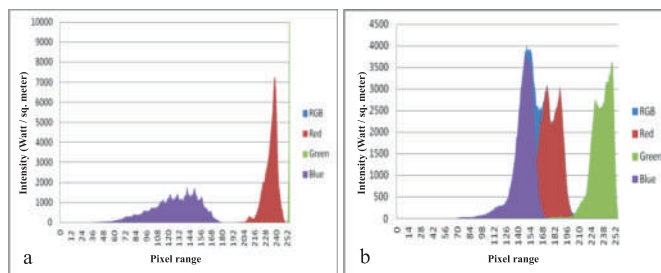 10000
9000
8000
7000
6000
5000
4000
3000
2000
1000
0
Intensity (Watt / sq. meter)
0 12 24 36 48 60 72 84 96 108 120 132 144 156 168 180 192 204 216 228 240 252
Pixel range
RGB
Red
Green
Blue
a
4500
4000
3500
3000
2500
2000
1500
1000
500
0
Intensity (Watt / sq. meter)
0 14 28 42 56 70 84 98 112 126 140 154 168 182 196 210 224 238 252
Pixel range
RGB
Red
Green
Blue
b